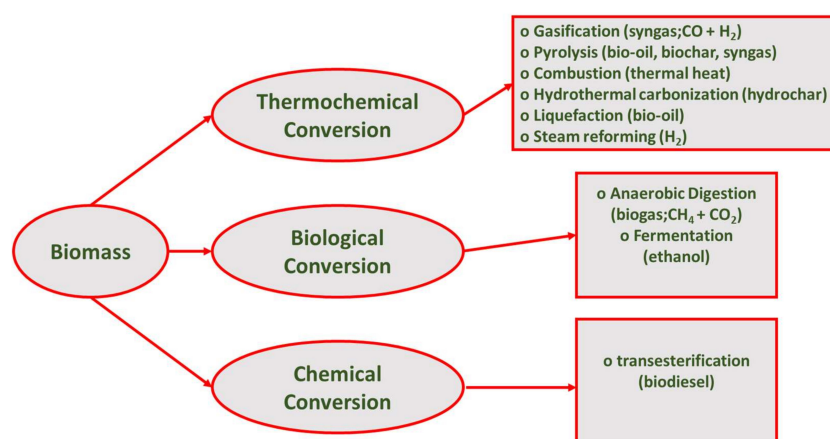 Biomass
Thermochemical
Conversion
o Gasification (syngas;CO + H₂)
o Pyrolysis (bio-oil, biochar, syngas)
o Combustion (thermal heat)
o Hydrothermal carbonization (hydrochar)
o Liquefaction (bio-oil)
o Steam reforming (H₂)
Biological
Conversion
o Anaerobic Digestion
(biogas;CH₄ + CO₂)
o Fermentation
(ethanol)
Chemical
Conversion
o transesterification
(biodiesel)